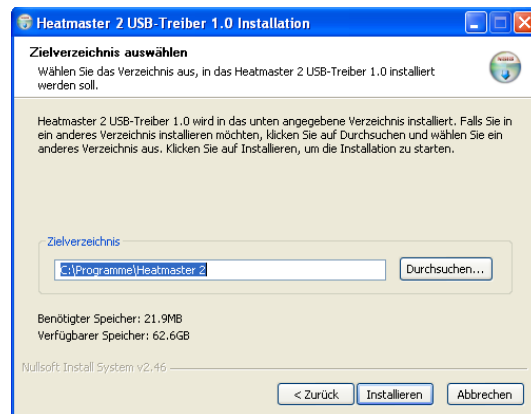 Heatmaster 2 USB-Treiber 1.0 Installation
Zielverzeichnis auswählen
Wählen Sie das Verzeichnis aus, in das Heatmaster 2 USB-Treiber 1.0 installiert
werden soll.
Heatmaster 2 USB-Treiber 1.0 wird in das unten angegebene Verzeichnis installiert. Falls Sie in
ein anderes Verzeichnis installieren möchten, klicken Sie auf Durchsuchen und wählen Sie ein
anderes Verzeichnis aus. Klicken Sie auf Installieren, um die Installation zu starten.
Zielverzeichnis
C:\Programme\Heatmaster 2
Durchsuchen...
Benötigter Speicher: 21.9MB
Verfügbarer Speicher: 62.6GB
Nullsoft Install System v2.46
< Zurück
Installieren
Abbrechen